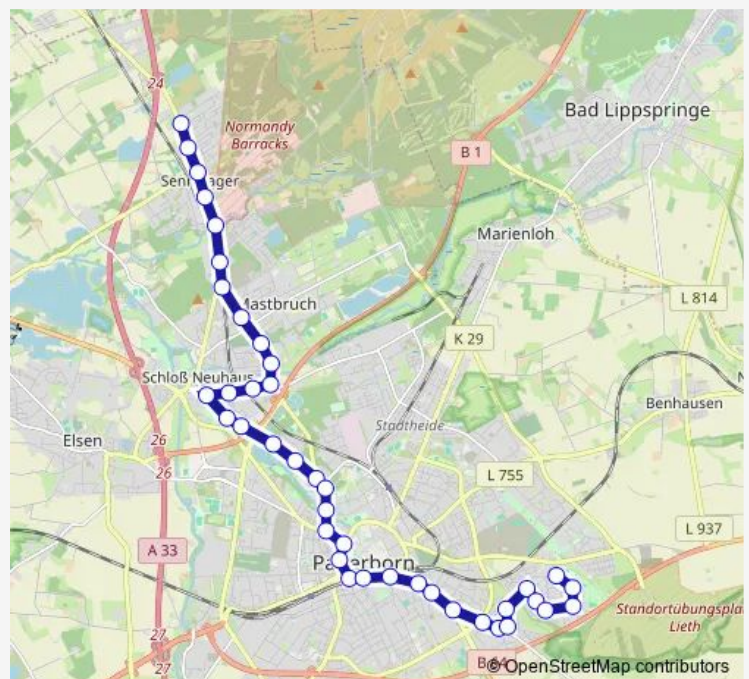 24
Normandy
Barracks
Bad Lippspringe
B 1
Marienloh
Mastbruch
L 814
K 29
Schloß Neuhaus
Benhausen
Stadtheide
Elsen
26
26
L 755
L 937
A 33
Standortübungspla
Lieth
27
27
© OpenStreetMap contributors